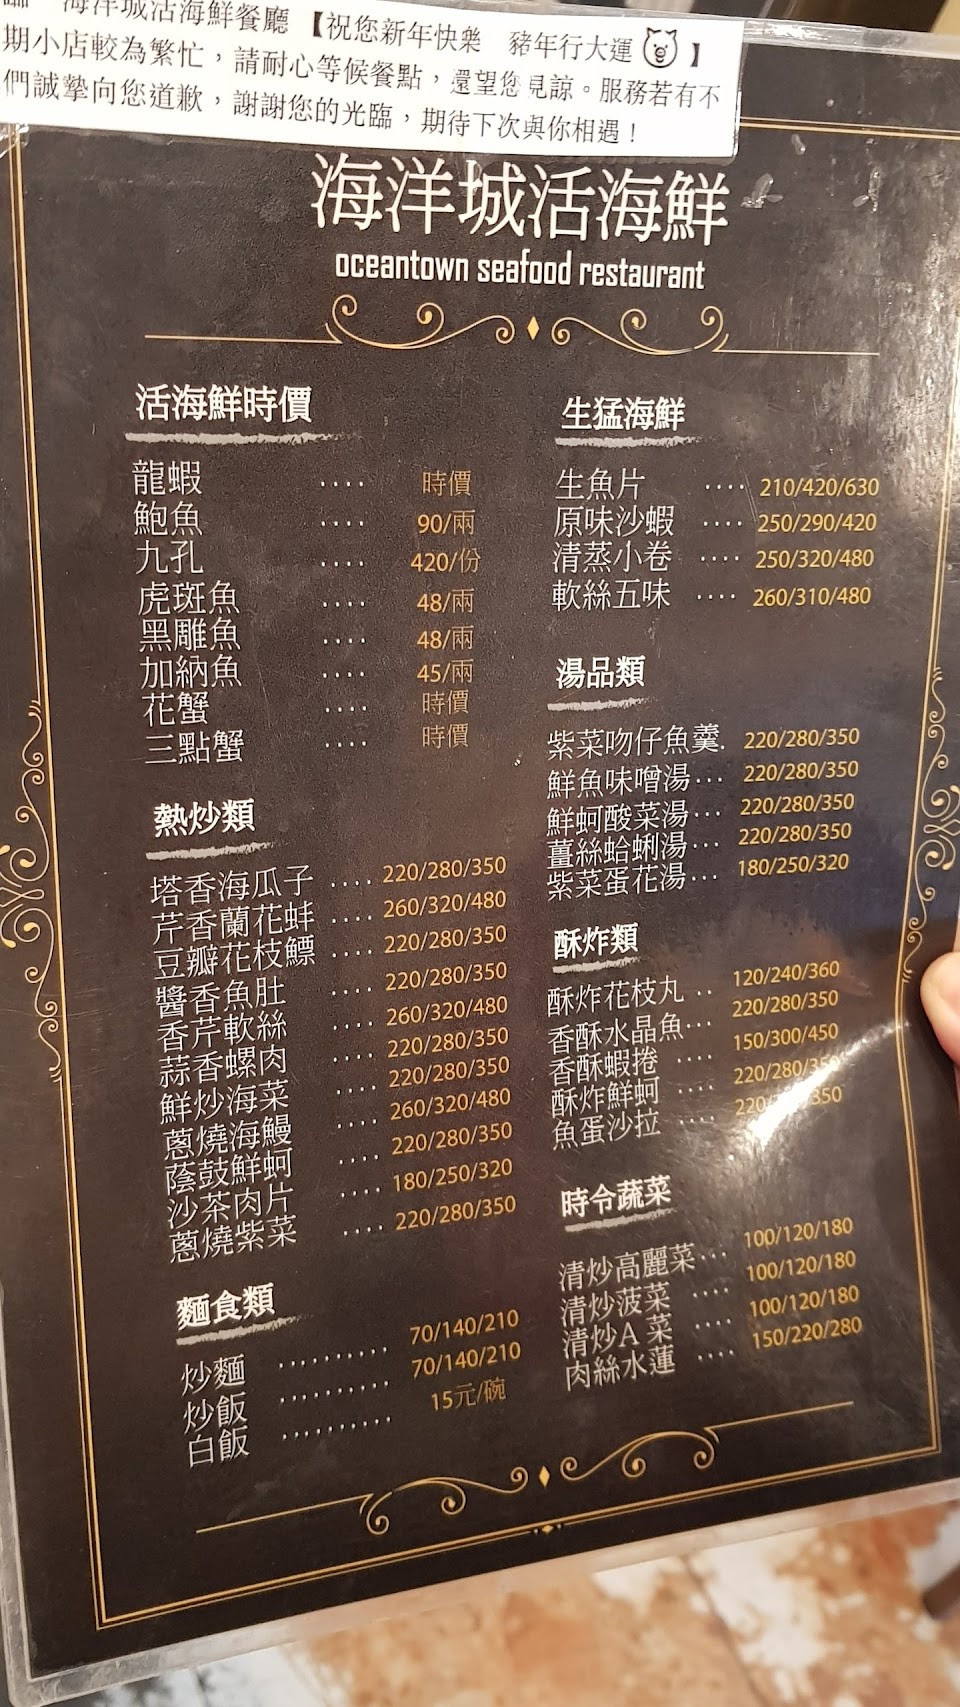 海洋城活海鮮餐廳【祝您新年快樂 豬年行大運】
期小店較為繁忙，請耐心等候餐點，還望您見諒。服務若有不
們誠摯向您道歉，謝謝您的光臨，期待下次與你相遇！
海洋城活海鮮
oceantown seafood restaurant
活海鮮時價
龍蝦 .... 時價
鮑魚 .... 90/兩
九孔 .... 420/份
虎斑魚 .... 48/兩
黑雕魚 .... 48/兩
加納魚 .... 45/兩
花蟹 .... 時價
三點蟹 .... 時價
熱炒類
塔香海瓜子 .... 220/280/350
芹香蘭花蚌 .... 260/320/480
豆瓣花枝鰾 .... 220/280/350
醬香魚肚 .... 220/280/350
香芹軟絲 .... 260/320/480
蒜香螺肉 .... 220/280/350
鮮炒海菜 .... 220/280/350
蔥燒海鰻 .... 260/320/480
蔭鼓鮮蚵 .... 220/280/350
沙茶肉片 .... 180/250/320
蔥燒紫菜 .... 220/280/350
麵食類
炒麵 .......... 70/140/210
炒飯 .......... 70/140/210
白飯 .......... 15元/碗
生猛海鮮
生魚片 .... 210/420/630
原味沙蝦 .... 250/290/420
清蒸小卷 .... 250/320/480
軟絲五味 .... 260/310/480
湯品類
紫菜吻仔魚羹. 220/280/350
鮮魚味噌湯... 220/280/350
鮮蚵酸菜湯... 220/280/350
薑絲蛤蜊湯... 220/280/350
紫菜蛋花湯... 180/250/320
酥炸類
酥炸花枝丸 .. 120/240/360
香酥水晶魚... 220/280/350
香酥蝦捲 .... 150/300/450
酥炸鮮蚵 .... 220/280/350
魚蛋沙拉 .... 220/ /350
時令蔬菜
清炒高麗菜... 100/120/180
清炒菠菜 .... 100/120/180
清炒A菜 .... 100/120/180
肉絲水蓮 .... 150/220/280